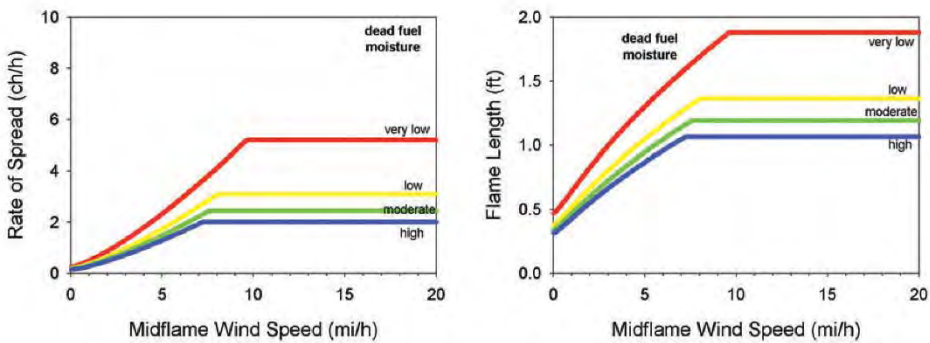 10
8
6
4
2
0
Rate of Spread (ch/h)
dead fuel
moisture
very low
low
moderate
high
0 5 10 15 20
Midflame Wind Speed (mi/h)
2.0
1.5
1.0
0.5
0.0
Flame Length (ft)
dead fuel
moisture
very low
low
moderate
high
0 5 10 15 20
Midflame Wind Speed (mi/h)